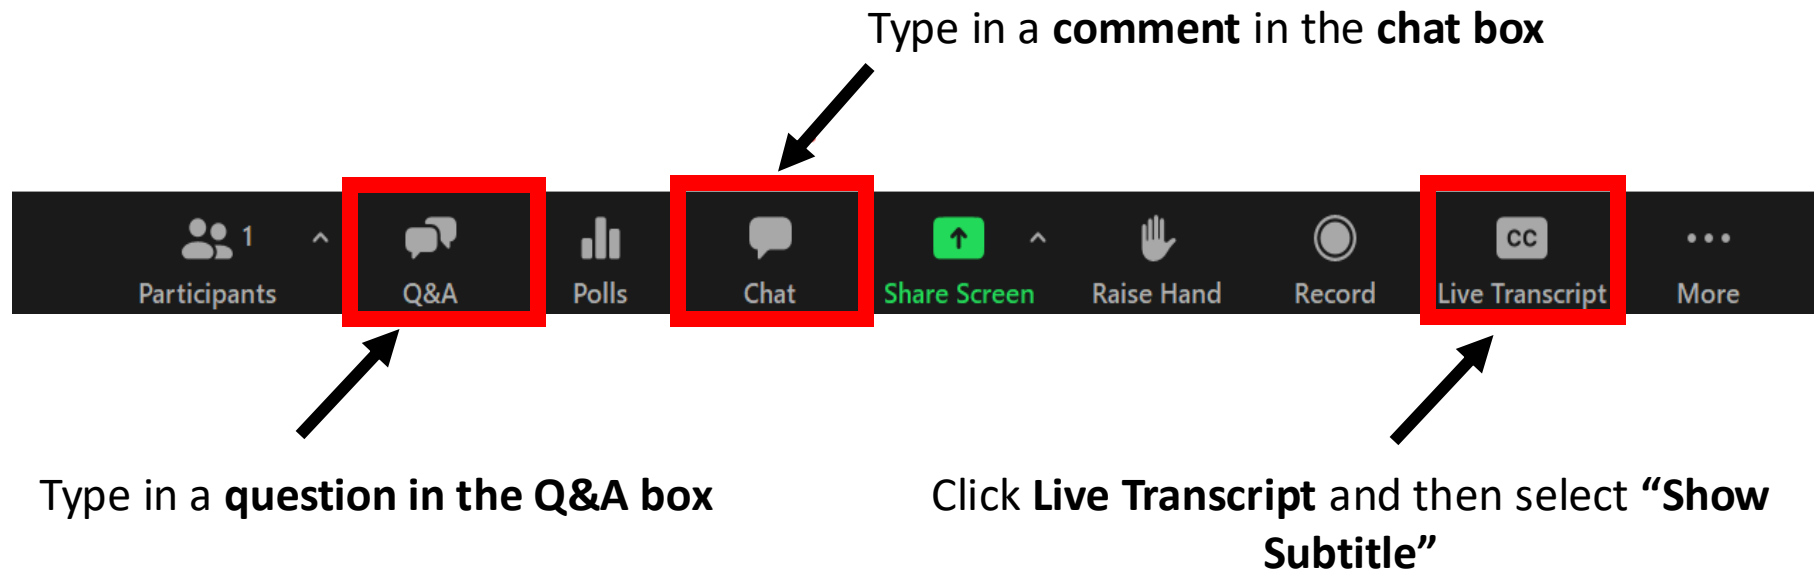 Type in a comment in the chat box
1
Participants
Q&A
Polls
Chat
Share Screen
Raise Hand
Record
CC
Live Transcript
More
Type in a question in the Q&A box
Click Live Transcript and then select “Show
Subtitle”